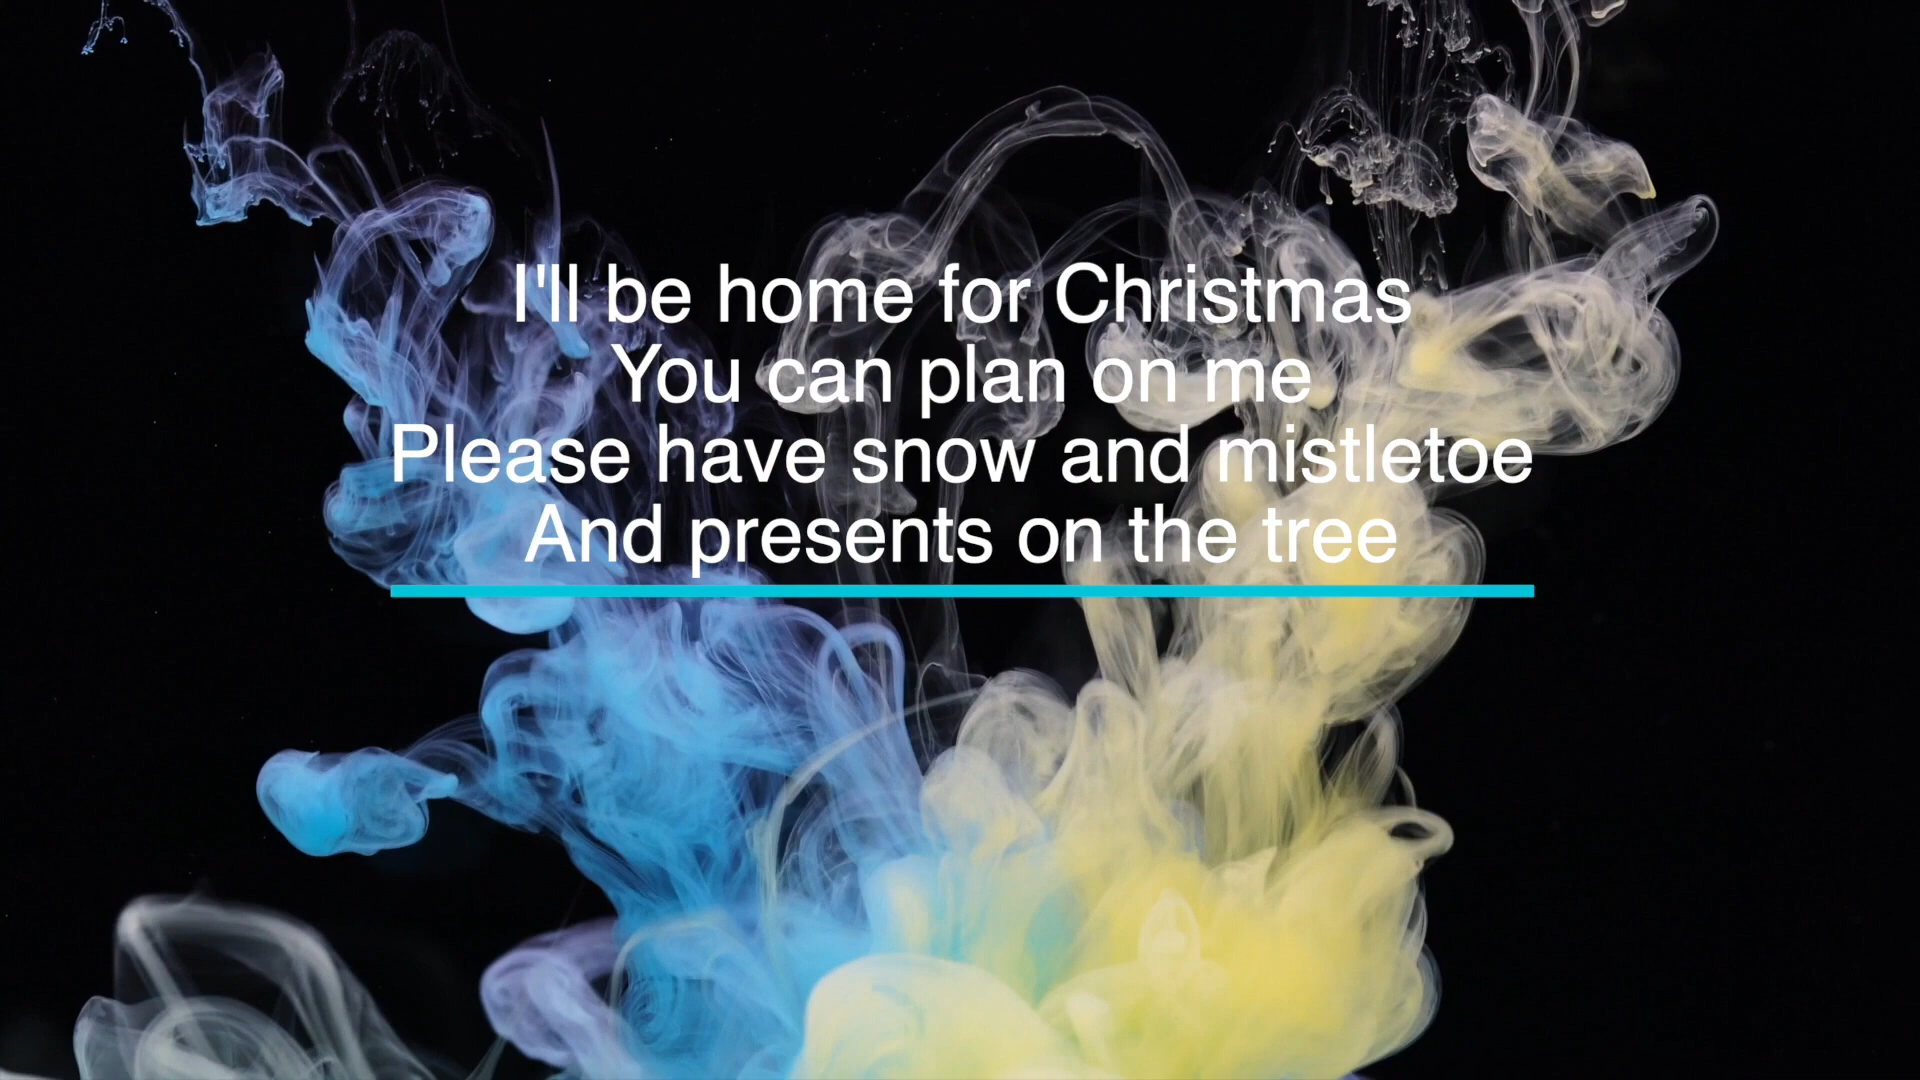 I'll be home for Christmas
You can plan on me
Please have snow and mistletoe
And presents on the tree